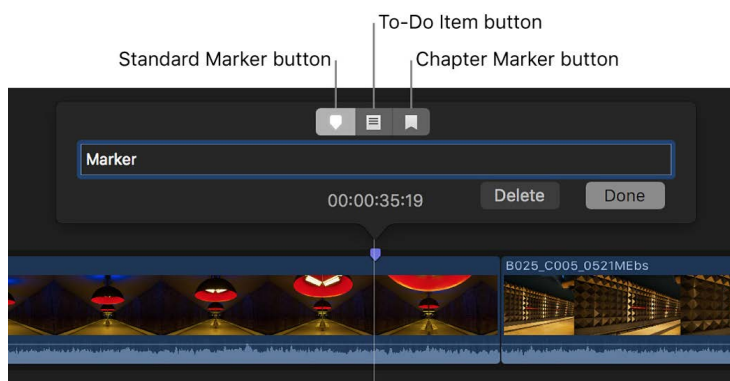 To-Do Item button
Standard Marker button
Chapter Marker button
Marker
00:00:35:19
Delete
Done
B025_C005_0521MEbs